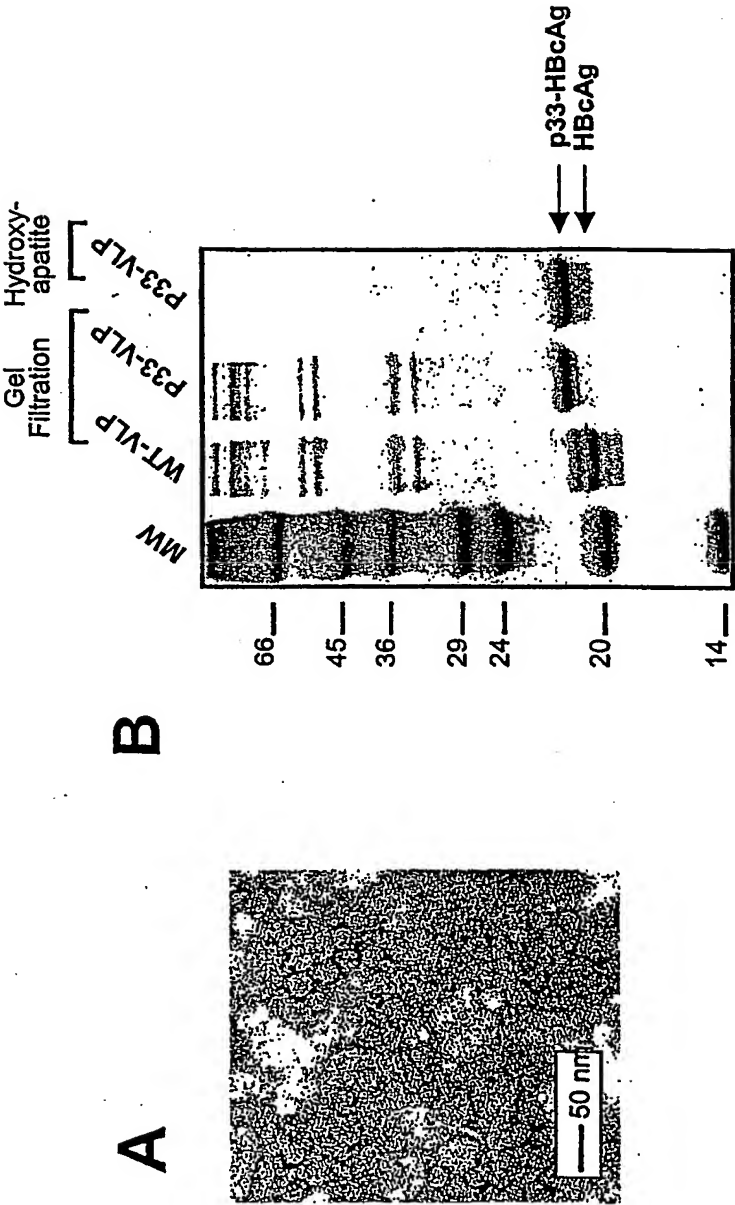 A
50 nm
B
Gel
Filtration
Hydroxy-
apatite
MW
WT-VLP
P33-VLP
P33-VLP
66
45
36
29
24
20
14
p33-HBcAg
HBcAg